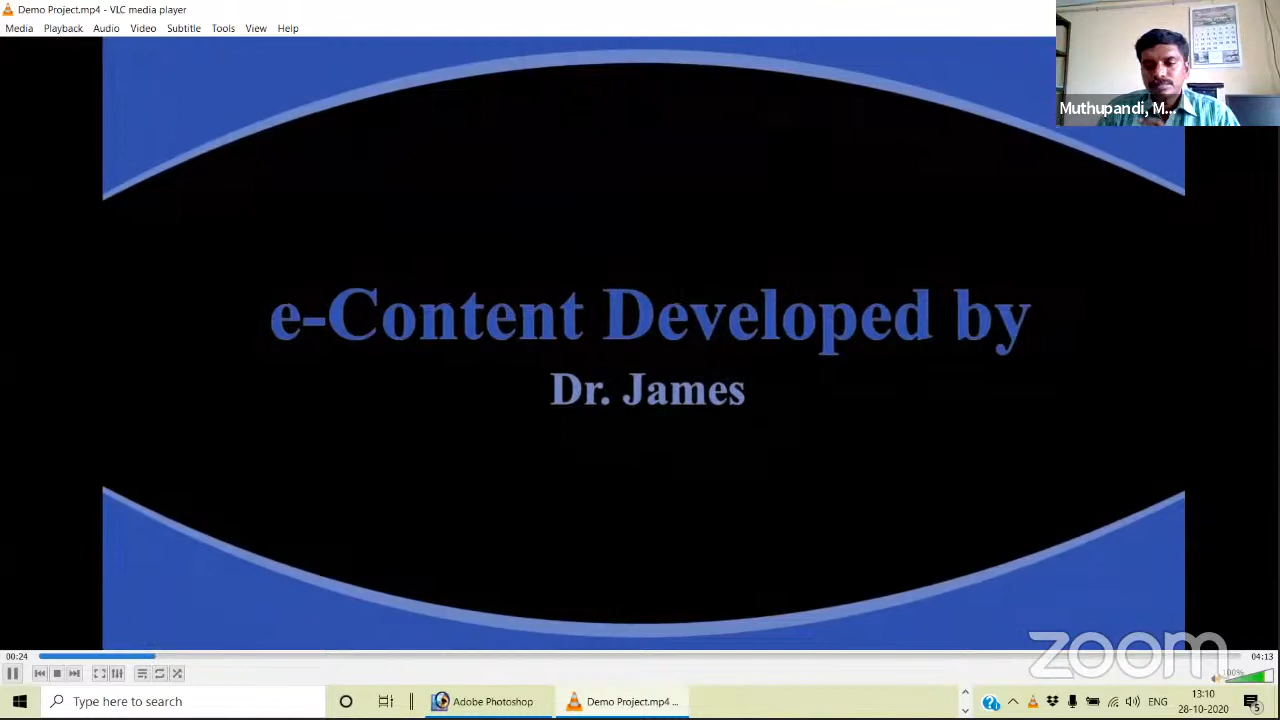 Demo Project.mp4 - VLC media player
Media Playback Audio Video Subtitle Tools View Help
Muthupandi, M...
e-Content Developed by
Dr. James
zoom
00:24
04:13
100%
Type here to search
Adobe Photoshop
Demo Project.mp4 ...
ENG
13:10
28-10-2020
5